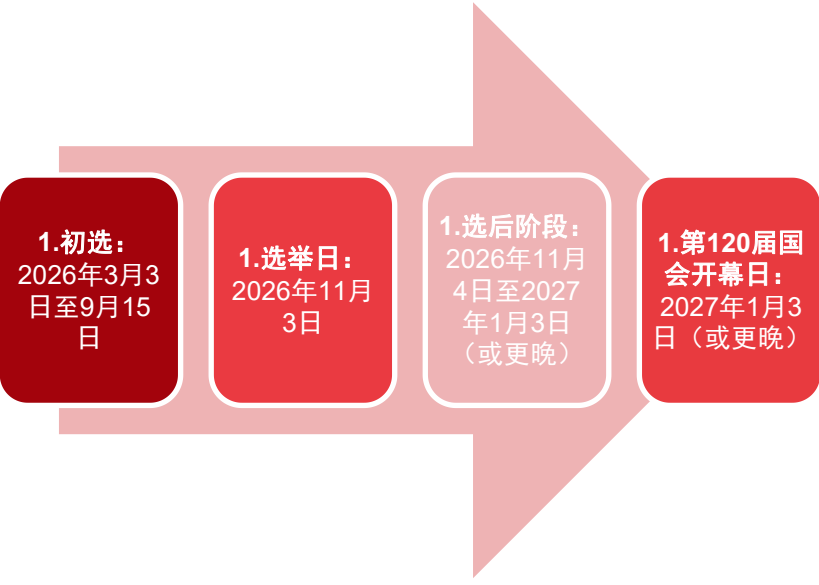 1.初选：
2026年3月3
日至9月15
日
1.选举日：
2026年11月
3日
1.选后阶段：
2026年11月
4日至2027
年1月3日
（或更晚）
1.第120届国
会开幕日：
2027年1月3
日（或更晚）